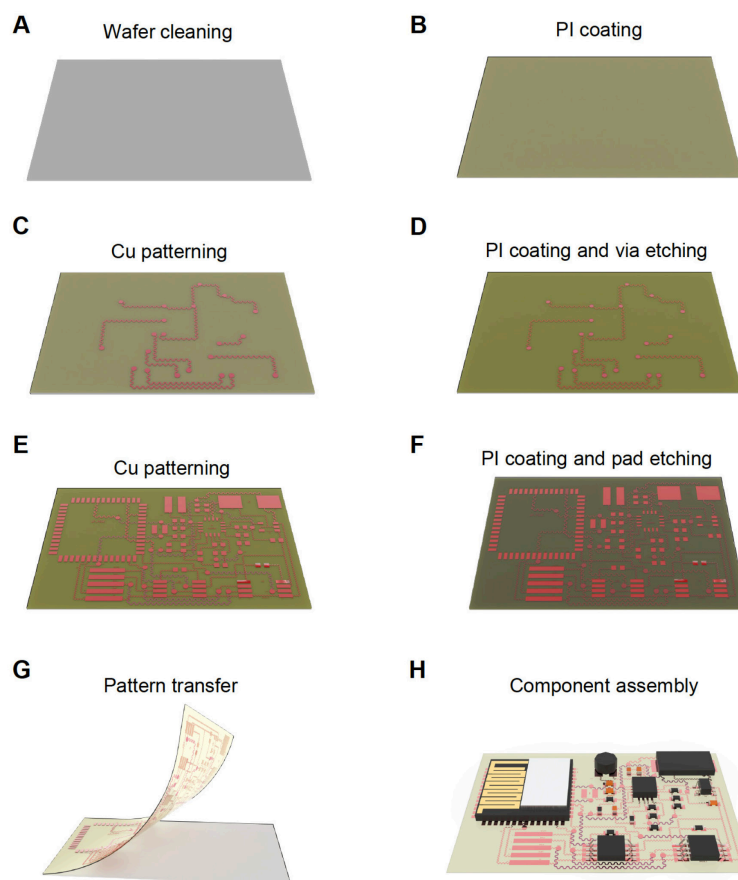 A
Wafer cleaning
B
PI coating
C
Cu patterning
D
PI coating and via etching
E
Cu patterning
F
PI coating and pad etching
G
Pattern transfer
H
Component assembly